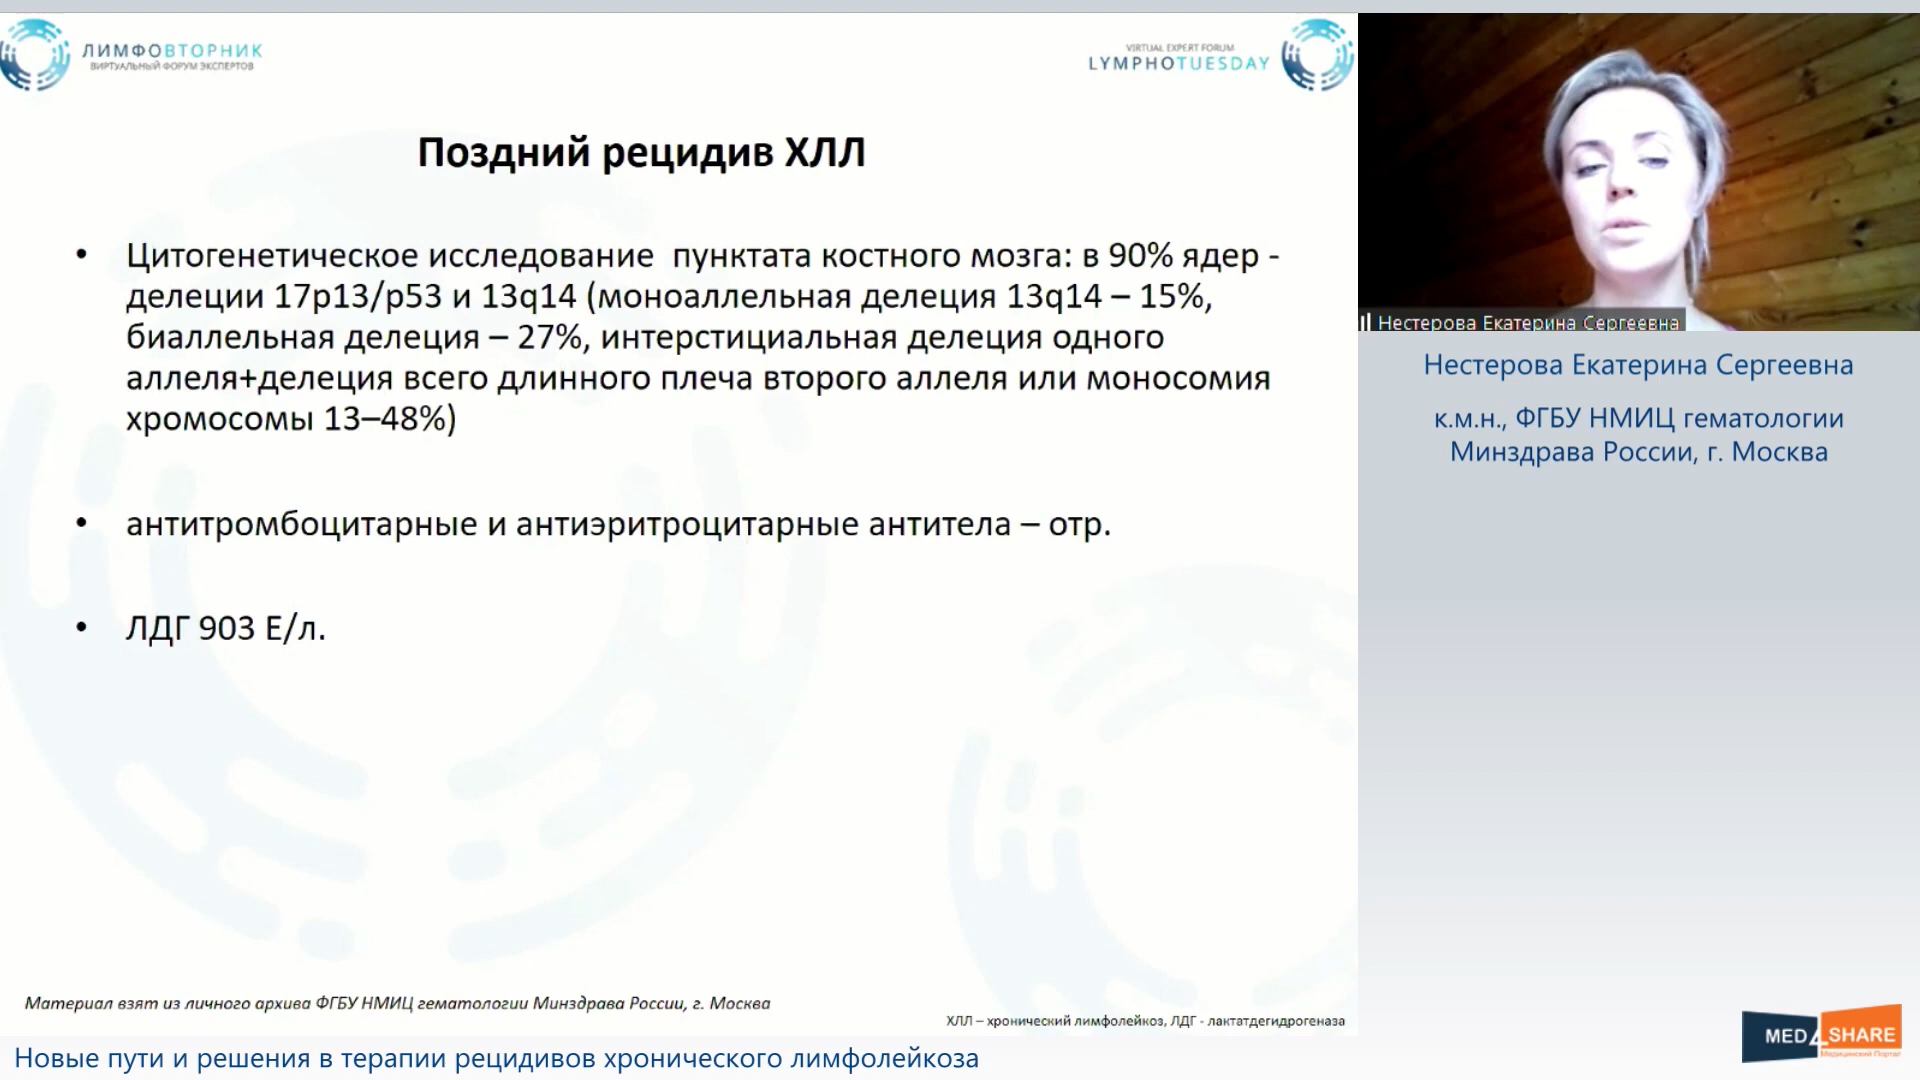 ЛИМФОВТОРНИК
ВИРТУАЛЬНЫЙ ФОРУМ ЭКСПЕРТОВ
VIRTUAL EXPERT FORUM
LYMPHOTUESDAY
Поздний рецидив ХЛЛ
• Цитогенетическое исследование пунктата костного мозга: в 90% ядер -
делеции 17p13/p53 и 13q14 (моноаллельная делеция 13q14 – 15%,
биаллельная делеция – 27%, интерстициальная делеция одного
аллеля+делеция всего длинного плеча второго аллеля или моносомия
хромосомы 13–48%)
• антитромбоцитарные и антиэритроцитарные антитела – отр.
• ЛДГ 903 Е/л.
Материал взят из личного архива ФГБУ НМИЦ гематологии Минздрава России, г. Москва
ХЛЛ – хронический лимфолейкоз, ЛДГ - лактатдегидрогеназа
Новые пути и решения в терапии рецидивов хронического лимфолейкоза
Нестерова Екатерина Сергеевна
Нестерова Екатерина Сергеевна
к.м.н., ФГБУ НМИЦ гематологии
Минздрава России, г. Москва
MED4SHARE
Медицинский Портал